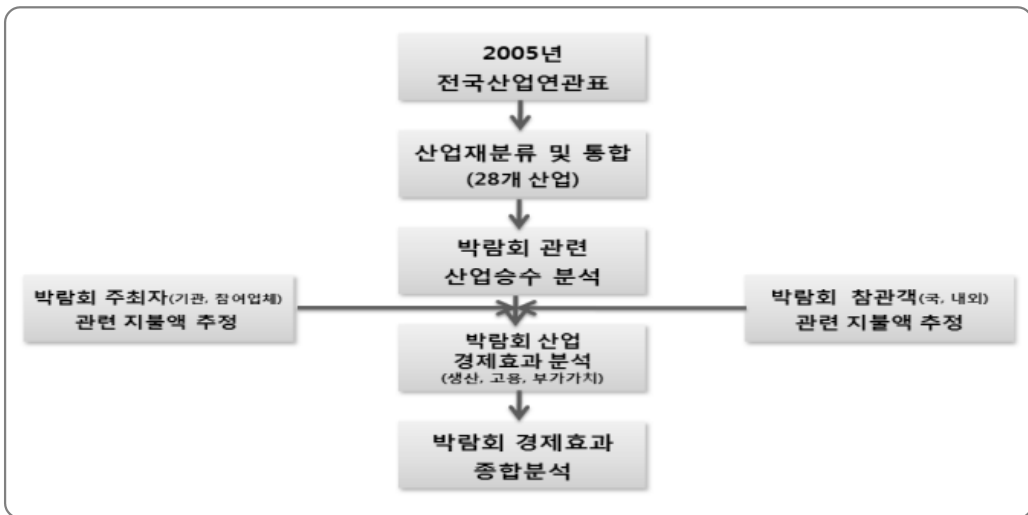 2005년
전국산업연관표
산업재분류 및 통합
(28개 산업)
박람회 관련
산업승수 분석
박람회 주최자(기관, 참여업체)
관련 지불액 추정
박람회 참관객(국, 내외)
관련 지불액 추정
박람회 산업
경제효과 분석
(생산, 고용, 부가가치)
박람회 경제효과
종합분석